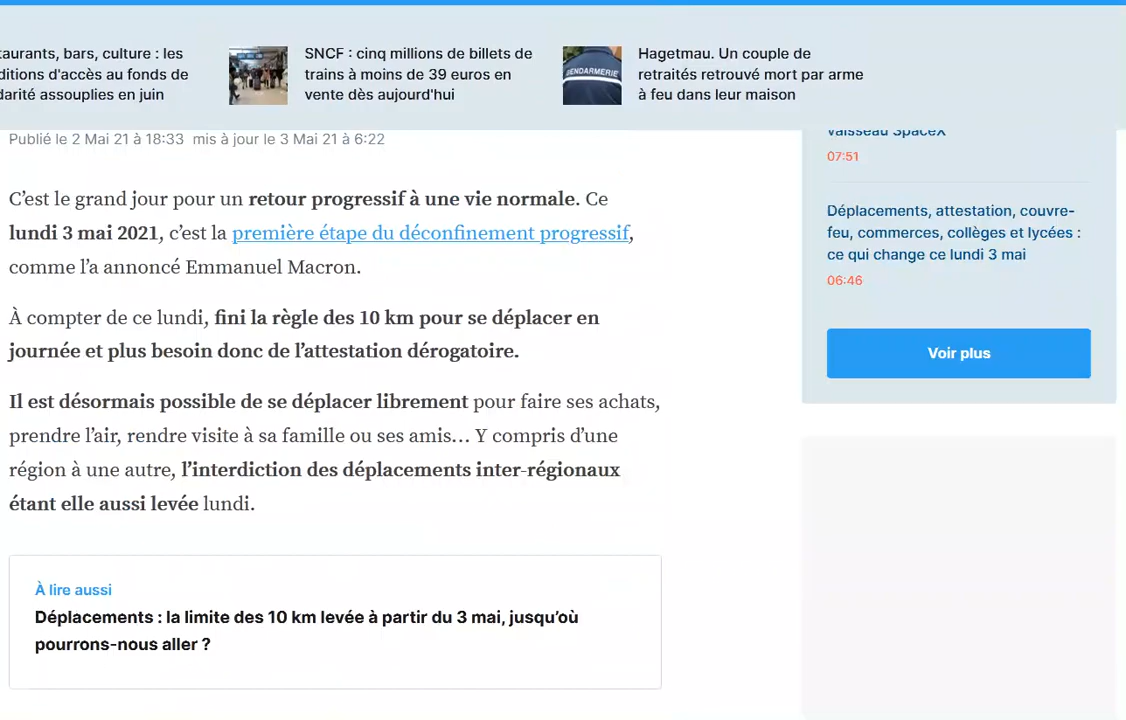 taurants, bars, culture : les
ditions d'accès au fonds de
darité assouplies en juin
SNCF : cinq millions de billets de
trains à moins de 39 euros en
vente dès aujourd'hui
GENDARMERIE
Hagetmau. Un couple de
retraités retrouvé mort par arme
à feu dans leur maison
Publié le 2 Mai 21 à 18:33 mis à jour le 3 Mai 21 à 6:22
C’est le grand jour pour un retour progressif à une vie normale. Ce
lundi 3 mai 2021, c’est la première étape du déconfinement progressif,
comme l’a annoncé Emmanuel Macron.
À compter de ce lundi, fini la règle des 10 km pour se déplacer en
journée et plus besoin donc de l’attestation dérogatoire.
Il est désormais possible de se déplacer librement pour faire ses achats,
prendre l’air, rendre visite à sa famille ou ses amis… Y compris d’une
région à une autre, l’interdiction des déplacements inter-régionaux
étant elle aussi levée lundi.
À lire aussi
Déplacements : la limite des 10 km levée à partir du 3 mai, jusqu’où
pourrons-nous aller ?
vaisseau SpaceX
07:51
Déplacements, attestation, couvre-
feu, commerces, collèges et lycées :
ce qui change ce lundi 3 mai
06:46
Voir plus